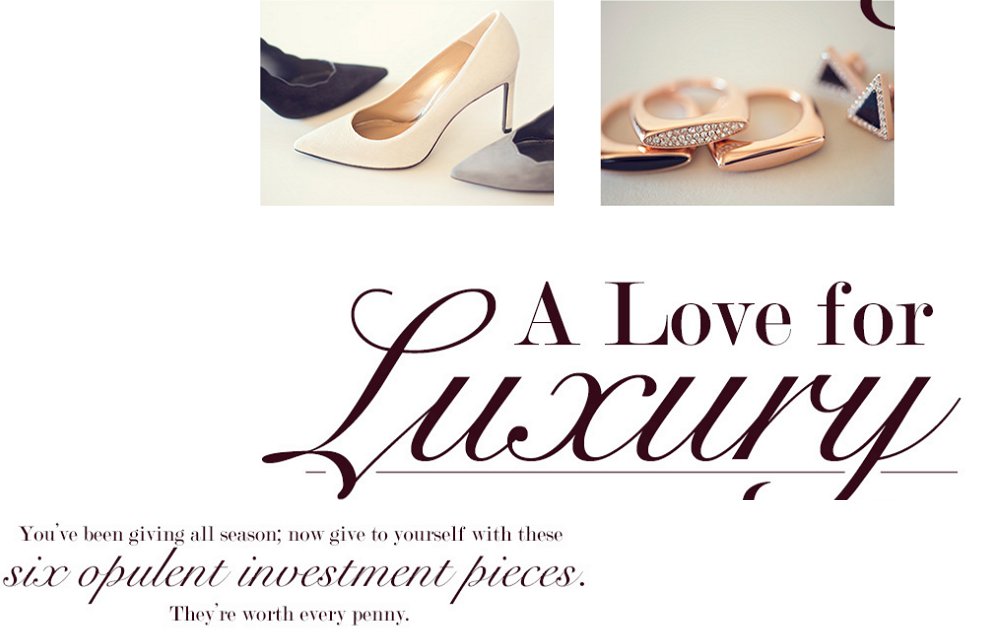 A Love for
Luxury
You've been giving all season; now give to yourself with these
six opulent investment pieces.
They're worth every penny.